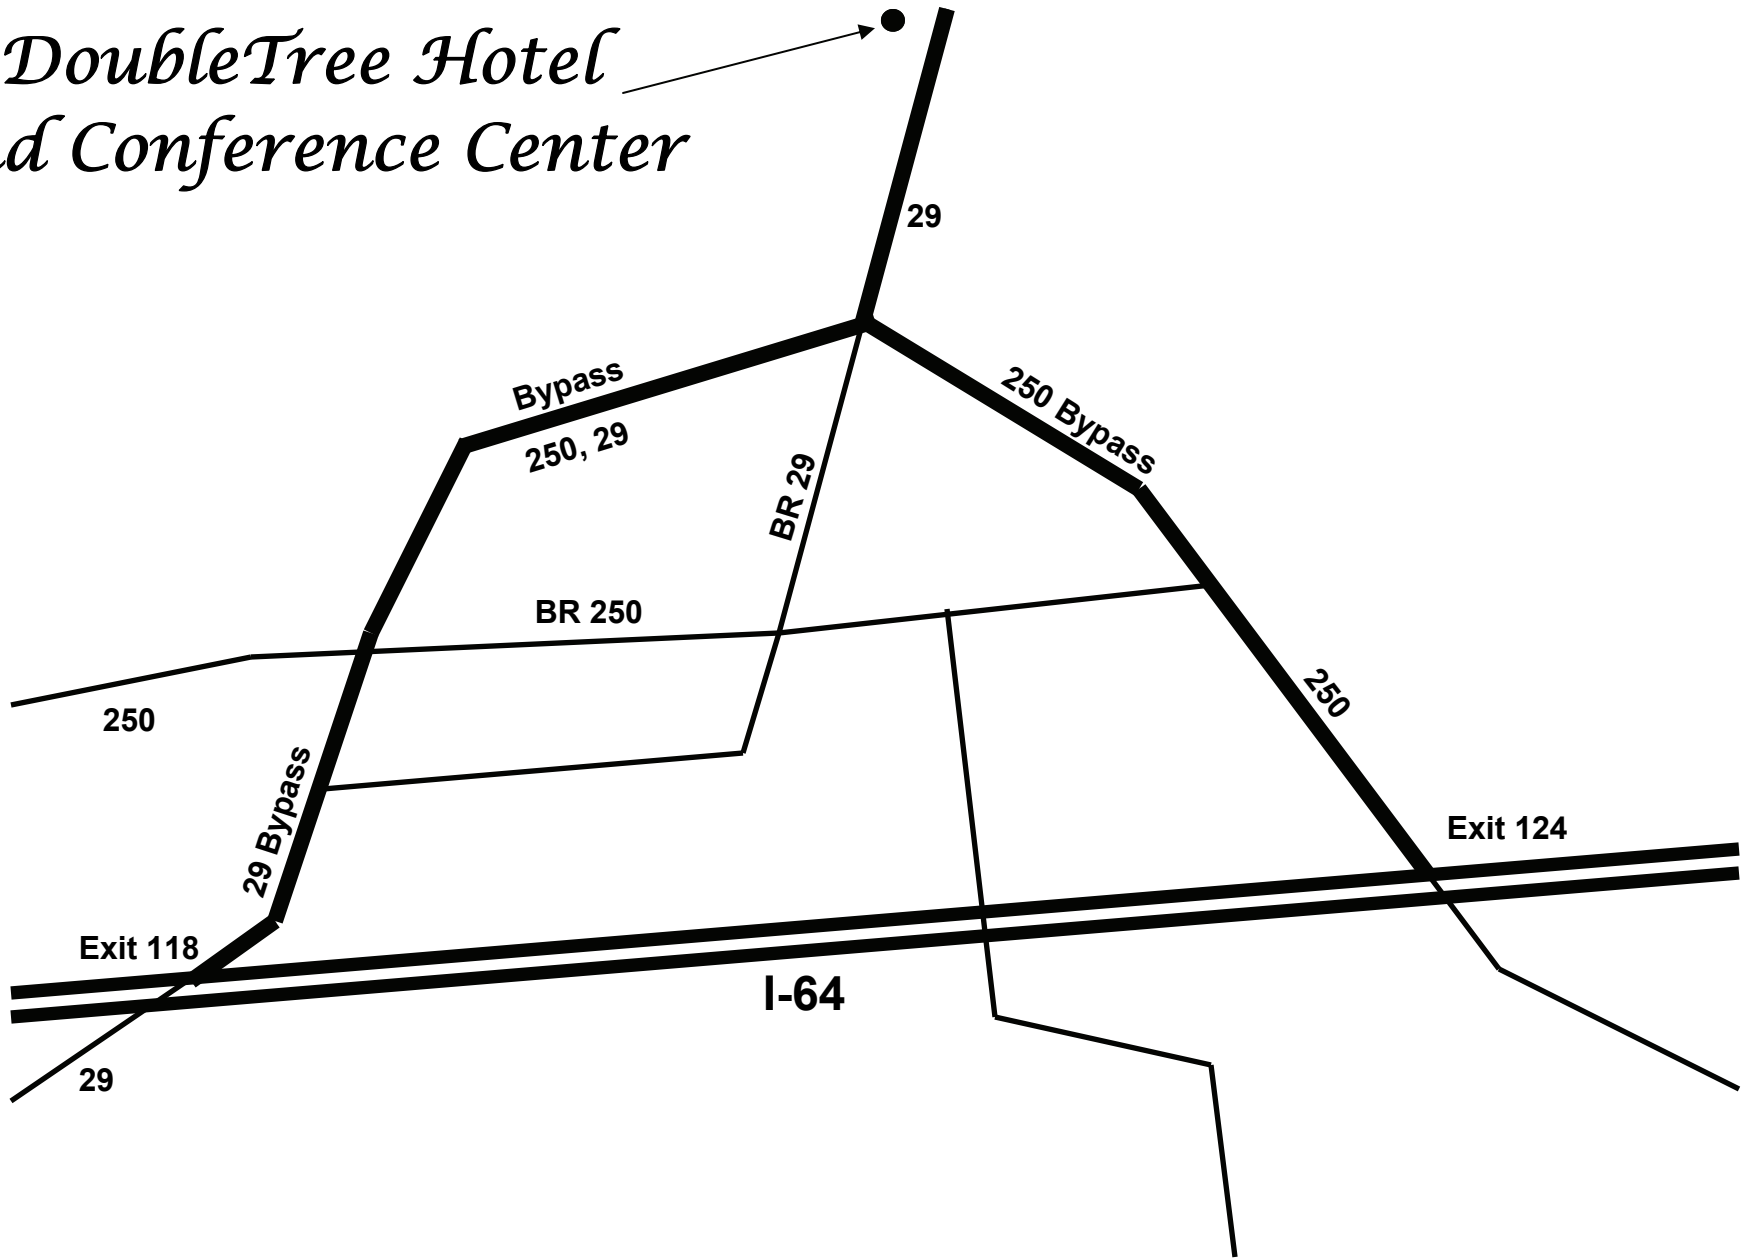 DoubleTree Hotel
Conference Center
29
Bypass
250, 29
250 Bypass
BR 29
BR 250
250
250
29 Bypass
Exit 124
Exit 118
I-64
29